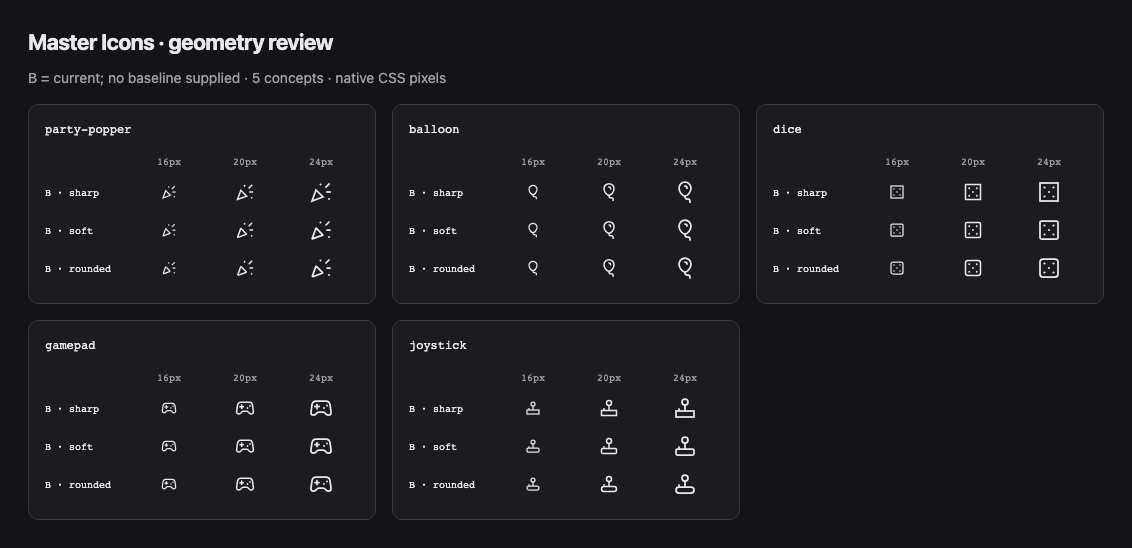 Master Icons · geometry review
B = current; no baseline supplied · 5 concepts · native CSS pixels
party-popper
16px 20px 24px
B · sharp
B · soft
B · rounded
balloon
16px 20px 24px
B · sharp
B · soft
B · rounded
dice
16px 20px 24px
B · sharp
B · soft
B · rounded
gamepad
16px 20px 24px
B · sharp
B · soft
B · rounded
joystick
16px 20px 24px
B · sharp
B · soft
B · rounded